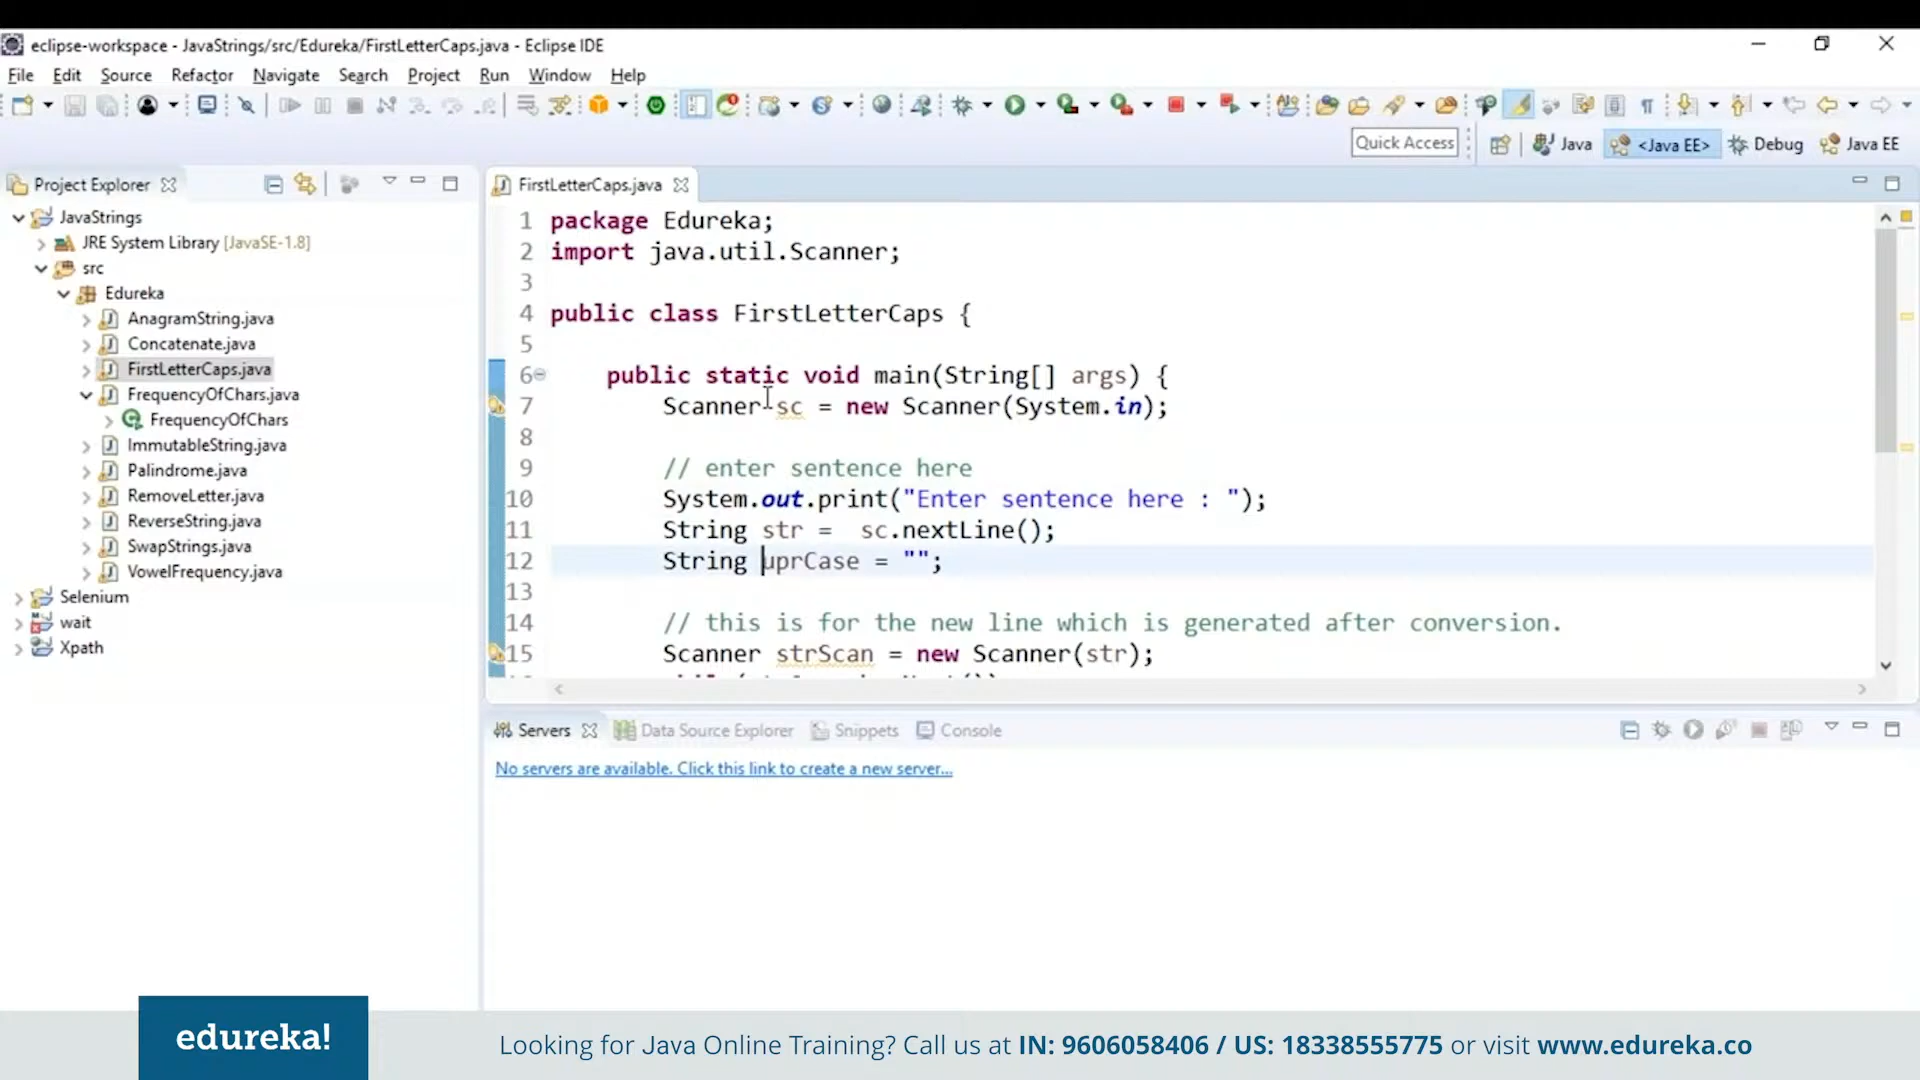 eclipse-workspace - JavaStrings/src/Edureka/FirstLetterCaps.java - Eclipse IDE
File Edit Source Refactor Navigate Search Project Run Window Help
Quick Access Java <Java EE> Debug Java EE
Project Explorer
JavaStrings
JRE System Library [JavaSE-1.8]
src
Edureka
AnagramString.java
Concatenate.java
FirstLetterCaps.java
FrequencyOfChars.java
FrequencyOfChars
ImmutableString.java
Palindrome.java
RemoveLetter.java
ReverseString.java
SwapStrings.java
VowelFrequency.java
Selenium
wait
Xpath
FirstLetterCaps.java
1 package Edureka;
2 import java.util.Scanner;
3
4 public class FirstLetterCaps {
5
6 public static void main(String[] args) {
7 Scanner sc = new Scanner(System.in);
8
9 // enter sentence here
10 System.out.print("Enter sentence here : ");
11 String str =  sc.nextLine();
12 String uprCase = "";
13
14 // this is for the new line which is generated after conversion.
15 Scanner strScan = new Scanner(str);
Servers Data Source Explorer Snippets Console
No servers are available. Click this link to create a new server...
edureka!
Looking for Java Online Training? Call us at IN: 9606058406 / US: 18338555775 or visit www.edureka.co